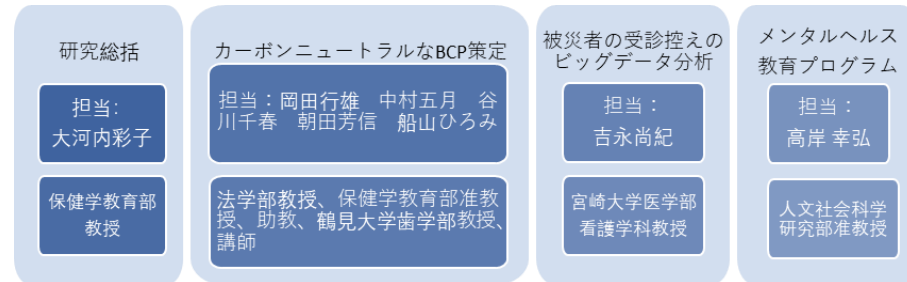 研究総括
担当:
大河内彩子
保健学教育部
教授
カーボンニュートラルなBCP策定
担当：岡田行雄　中村五月　谷
川千春　朝田芳信　船山ひろみ
法学部教授、保健学教育部准教
授、助教、鶴見大学歯学部教授、
講師
被災者の受診控えの
ビッグデータ分析
担当：
吉永尚紀
宮崎大学医学部
看護学科教授
メンタルヘルス
教育プログラム
担当：
高岸 幸弘
人文社会科学
研究部准教授